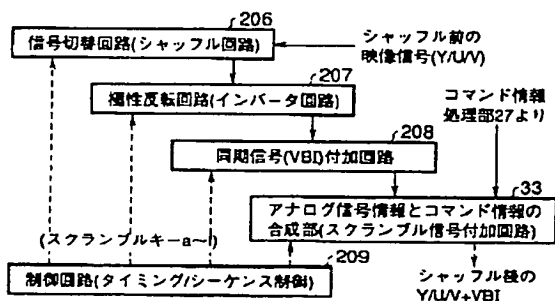 206
信号切替回路(シャッフル回路)
シャッフル前の
映像信号(Y/U/V)
207
極性反転回路(インバータ回路)
コマンド情報
処理部27より
208
同期信号(VBI)付加回路
33
アナログ信号情報とコマンド情報の
合成部(スクランブル信号付加回路)
(スクランブルキーa〜l)
209
制御回路(タイミング/シーケンス制御)
シャッフル後の
Y/U/V+VBI